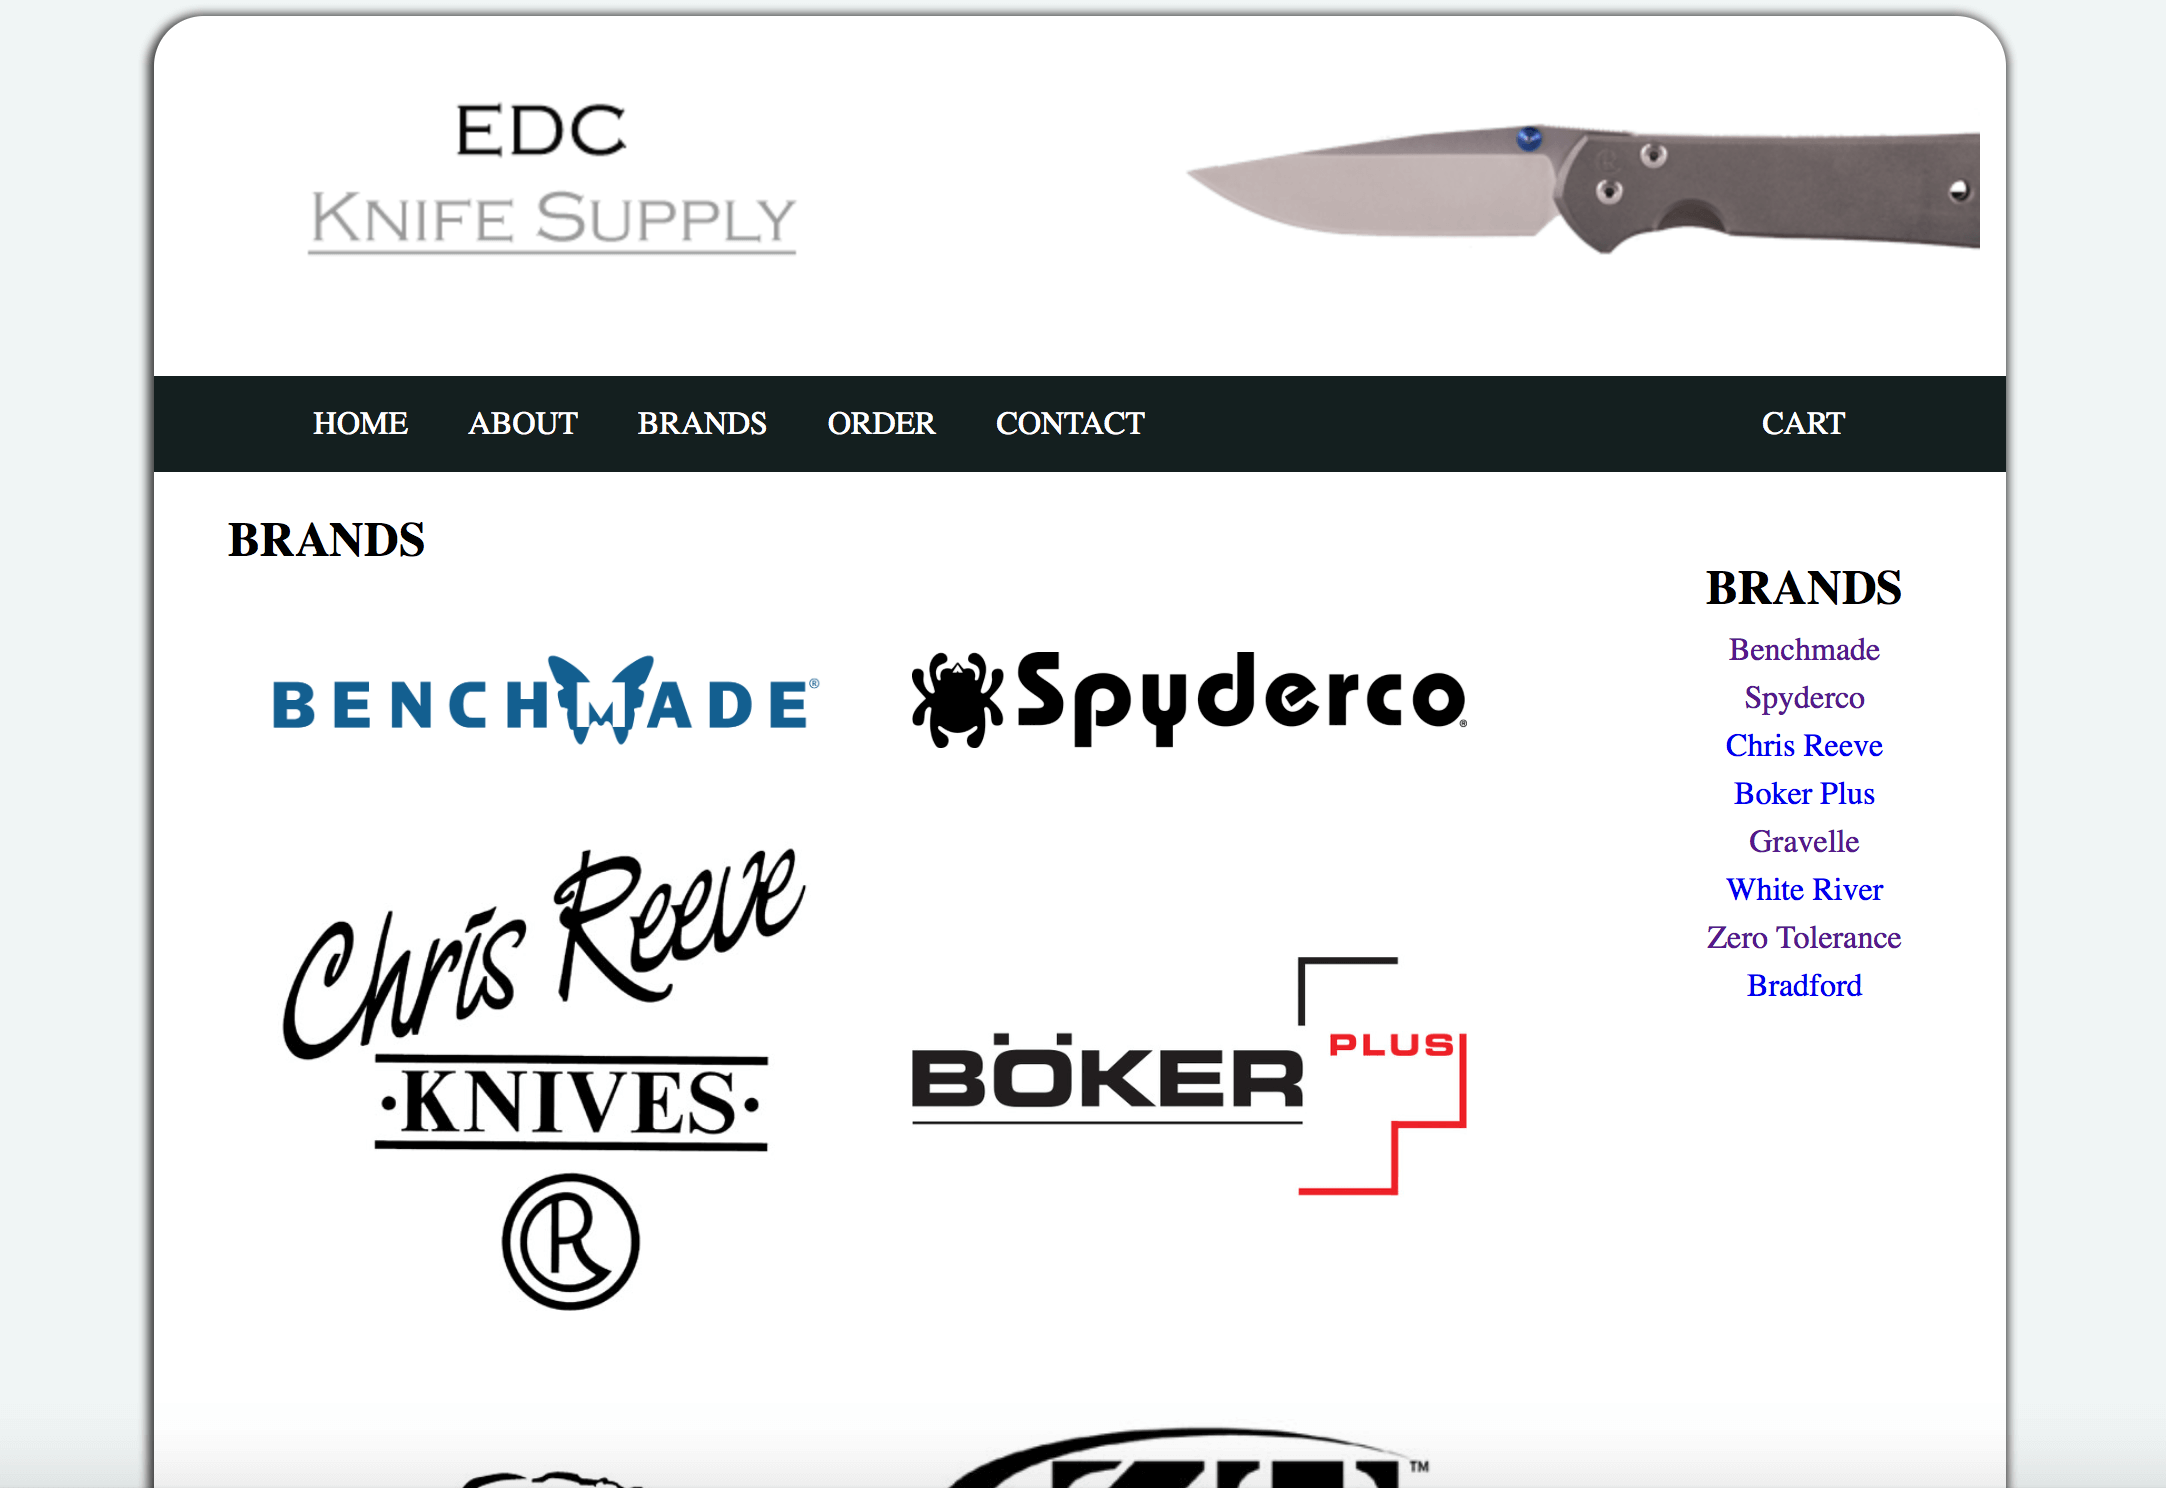 EDC
KNIFE SUPPLY
HOME ABOUT BRANDS ORDER CONTACT CART
BRANDS
BENCHMADE®
Spyderco®
Chris Reeve
·KNIVES·
BÖKER PLUS
™
BRANDS
Benchmade
Spyderco
Chris Reeve
Boker Plus
Gravelle
White River
Zero Tolerance
Bradford